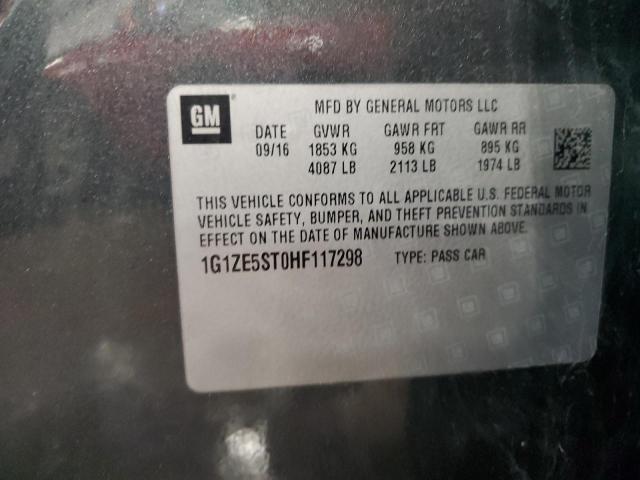 GM
MFD BY GENERAL MOTORS LLC
DATE GVWR GAWR FRT GAWR RR
09/16 1853 KG 958 KG 895 KG
4087 LB 2113 LB 1974 LB
THIS VEHICLE CONFORMS TO ALL APPLICABLE U.S. FEDERAL MOTOR
VEHICLE SAFETY, BUMPER, AND THEFT PREVENTION STANDARDS IN
EFFECT ON THE DATE OF MANUFACTURE SHOWN ABOVE.
1G1ZE5ST0HF117298 TYPE: PASS CAR